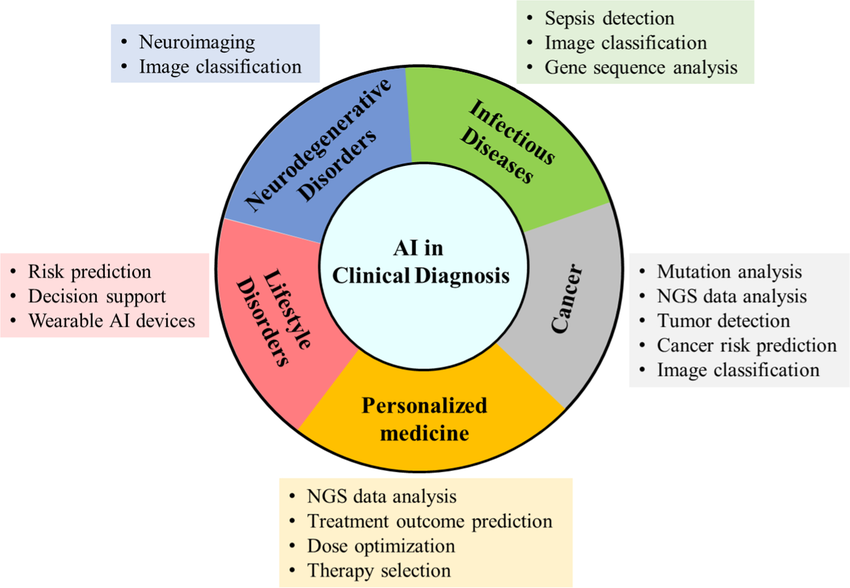 • Neuroimaging
• Image classification
• Sepsis detection
• Image classification
• Gene sequence analysis
Neurodegenerative
Disorders
Infectious
Diseases
AI in
Clinical Diagnosis
• Risk prediction
• Decision support
• Wearable AI devices
Lifestyle
Disorders
Cancer
• Mutation analysis
• NGS data analysis
• Tumor detection
• Cancer risk prediction
• Image classification
Personalized
medicine
• NGS data analysis
• Treatment outcome prediction
• Dose optimization
• Therapy selection